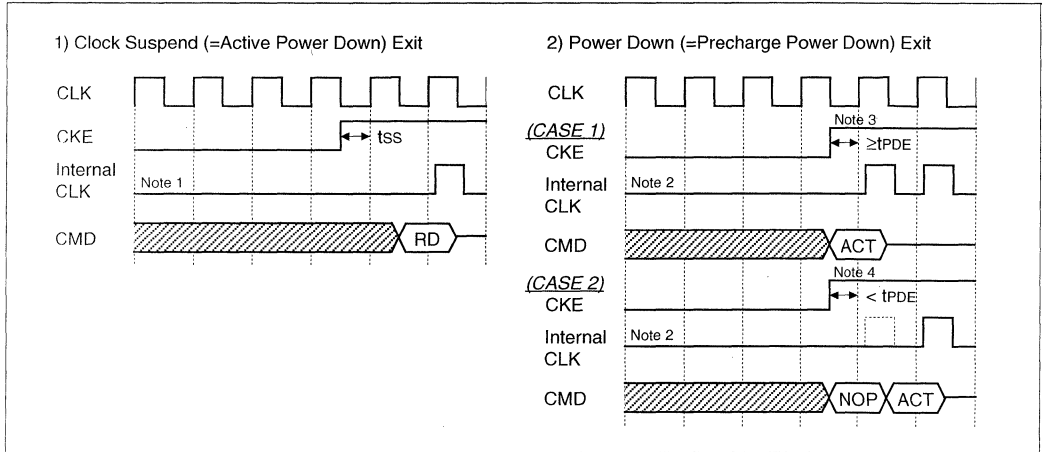 1) Clock Suspend (=Active Power Down) Exit
CLK
CKE
tSS
Internal
CLK
Note 1
CMD
RD
2) Power Down (=Precharge Power Down) Exit
CLK
(CASE 1)
CKE
Note 3
≥tPDE
Internal
CLK
Note 2
CMD
ACT
(CASE 2)
CKE
Note 4
< tPDE
Internal
CLK
Note 2
CMD
NOP
ACT